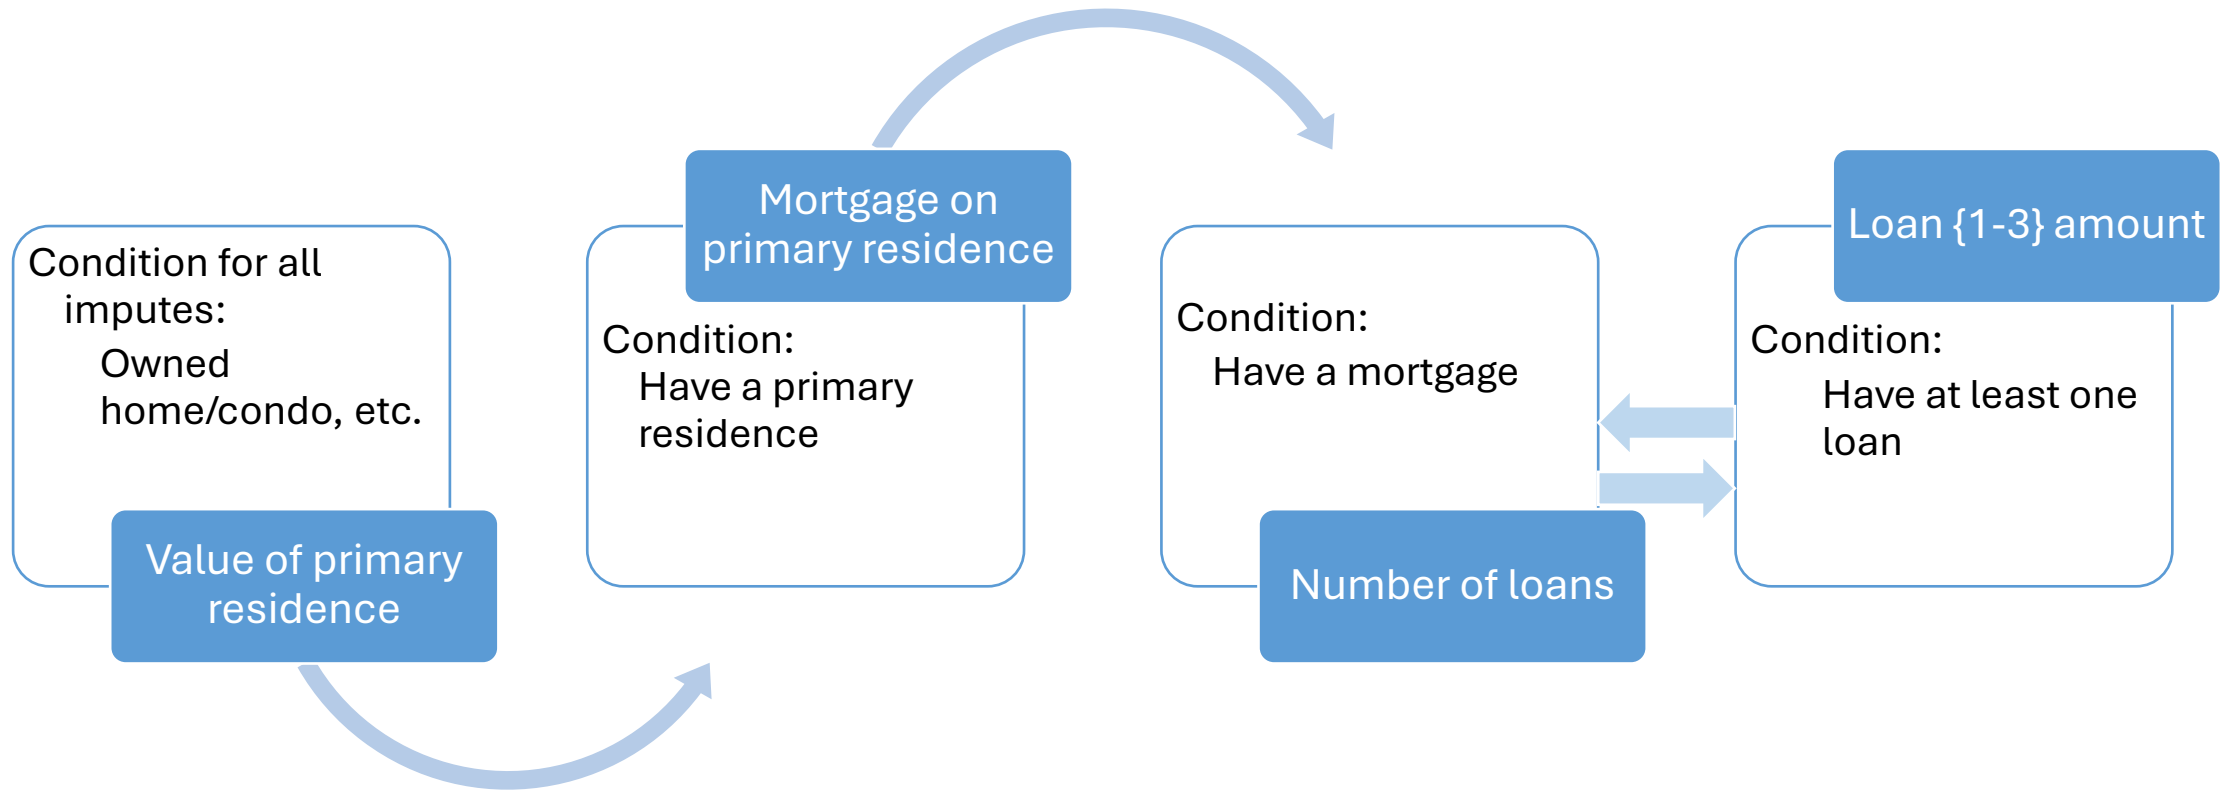 Condition for all
imputes:
Owned
home/condo, etc.
Value of primary
residence
Mortgage on
primary residence
Condition:
Have a primary
residence
Condition:
Have a mortgage
Number of loans
Loan {1-3} amount
Condition:
Have at least one
loan